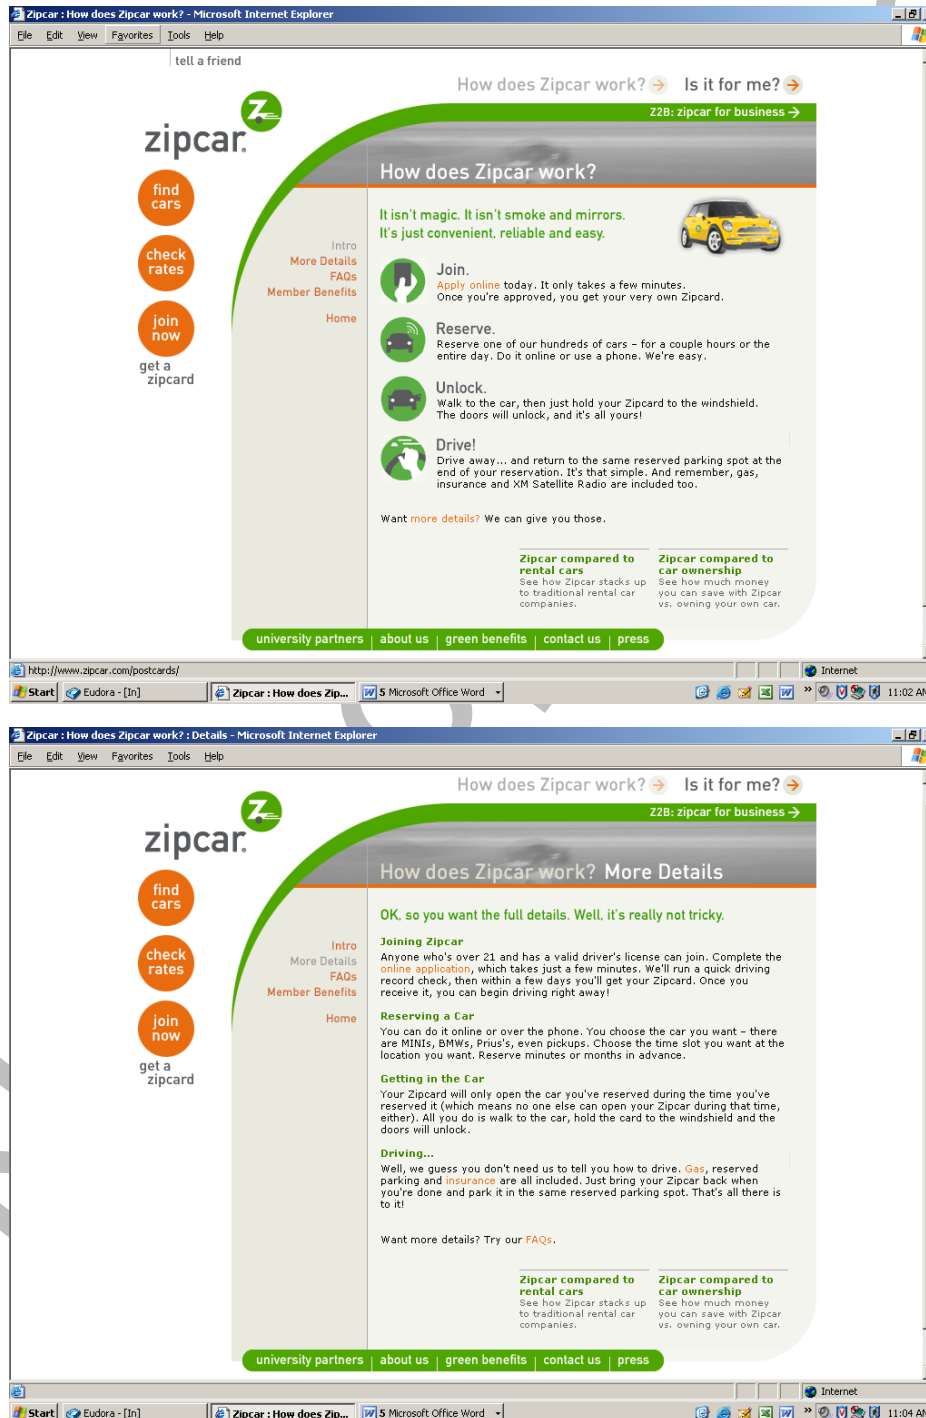 Zipcar : How does Zipcar work? - Microsoft Internet Explorer
File Edit View Favorites Tools Help
tell a friend
How does Zipcar work? Is it for me?
Z2B: zipcar for business
zipcar.
How does Zipcar work?
find
cars
check
rates
join
now
get a
zipcard
Intro
More Details
FAQs
Member Benefits
Home
It isn't magic. It isn't smoke and mirrors.
It's just convenient, reliable and easy.
Join.
Apply online today. It only takes a few minutes.
Once you're approved, you get your very own Zipcard.
Reserve.
Reserve one of our hundreds of cars – for a couple hours or the
entire day. Do it online or use a phone. We're easy.
Unlock.
Walk to the car, then just hold your Zipcard to the windshield.
The doors will unlock, and it's all yours!
Drive!
Drive away... and return to the same reserved parking spot at the
end of your reservation. It's that simple. And remember, gas,
insurance and XM Satellite Radio are included too.
Want more details? We can give you those.
Zipcar compared to
rental cars
See how Zipcar stacks up
to traditional rental car
companies.
Zipcar compared to
car ownership
See how much money
you can save with Zipcar
vs. owning your own car.
university partners | about us | green benefits | contact us | press
http://www.zipcar.com/postcards/ Internet
Start Eudora - [In] Zipcar : How does Zip... 5 Microsoft Office Word 11:02 AM
Zipcar : How does Zipcar work? : Details - Microsoft Internet Explorer
File Edit View Favorites Tools Help
How does Zipcar work? Is it for me?
Z2B: zipcar for business
zipcar.
How does Zipcar work? More Details
find
cars
check
rates
join
now
get a
zipcard
Intro
More Details
FAQs
Member Benefits
Home
OK, so you want the full details. Well, it's really not tricky.
Joining Zipcar
Anyone who's over 21 and has a valid driver's license can join. Complete the
online application, which takes just a few minutes. We'll run a quick driving
record check, then within a few days you'll get your Zipcard. Once you
receive it, you can begin driving right away!
Reserving a Car
You can do it online or over the phone. You choose the car you want – there
are MINIs, BMWs, Prius's, even pickups. Choose the time slot you want at the
location you want. Reserve minutes or months in advance.
Getting in the Car
Your Zipcard will only open the car you've reserved during the time you've
reserved it (which means no one else can open your Zipcar during that time,
either). All you do is walk to the car, hold the card to the windshield and the
doors will unlock.
Driving...
Well, we guess you don't need us to tell you how to drive. Gas, reserved
parking and insurance are all included. Just bring your Zipcar back when
you're done and park it in the same reserved parking spot. That's all there is
to it!
Want more details? Try our FAQs.
Zipcar compared to
rental cars
See how Zipcar stacks up
to traditional rental car
companies.
Zipcar compared to
car ownership
See how much money
you can save with Zipcar
vs. owning your own car.
university partners | about us | green benefits | contact us | press
Internet
Start Eudora - [In] Zipcar : How does Zip... 5 Microsoft Office Word 11:04 AM